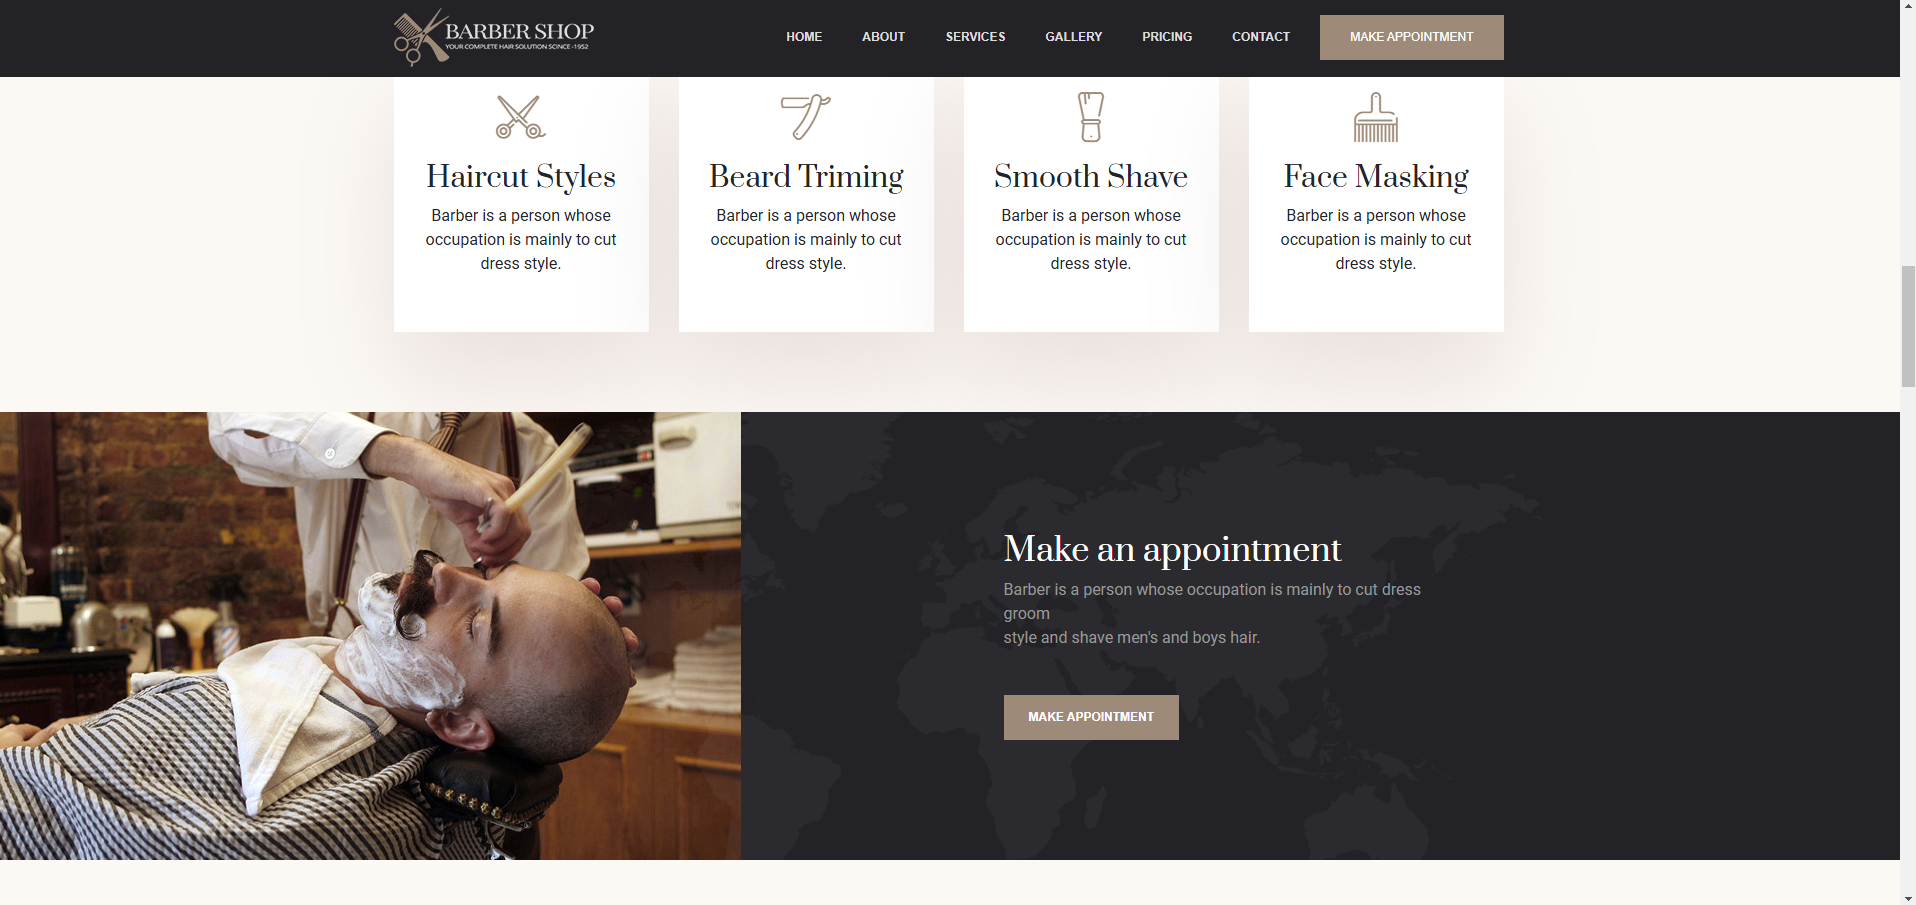 BARBER SHOP
YOUR COMPLETE HAIR SOLUTION SCINCE -1952
HOME
ABOUT
SERVICES
GALLERY
PRICING
CONTACT
MAKE APPOINTMENT
Haircut Styles
Barber is a person whose
occupation is mainly to cut
dress style.
Beard Triming
Barber is a person whose
occupation is mainly to cut
dress style.
Smooth Shave
Barber is a person whose
occupation is mainly to cut
dress style.
Face Masking
Barber is a person whose
occupation is mainly to cut
dress style.
Make an appointment
Barber is a person whose occupation is mainly to cut dress
groom
style and shave men's and boys hair.
MAKE APPOINTMENT